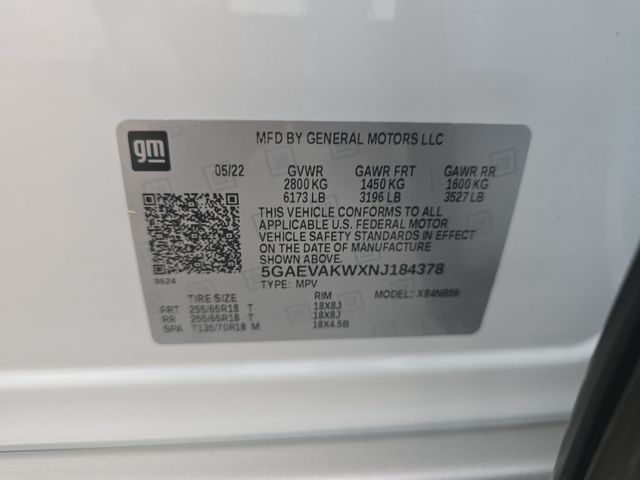 gm
MFD BY GENERAL MOTORS LLC
05/22 GVWR GAWR FRT GAWR RR
2800 KG 1450 KG 1600 KG
6173 LB 3196 LB 3527 LB
THIS VEHICLE CONFORMS TO ALL
APPLICABLE U.S. FEDERAL MOTOR
VEHICLE SAFETY STANDARDS IN EFFECT
ON THE DATE OF MANUFACTURE SHOWN ABOVE.
5GAEVAKWXNJ184378
8624 TYPE: MPV MODEL: X84NB56
TIRE SIZE RIM
FRT 255/65R18 T 18X8J
RR 255/65R18 T 18X8J
SPA T135/70R18 M 18X4.5B